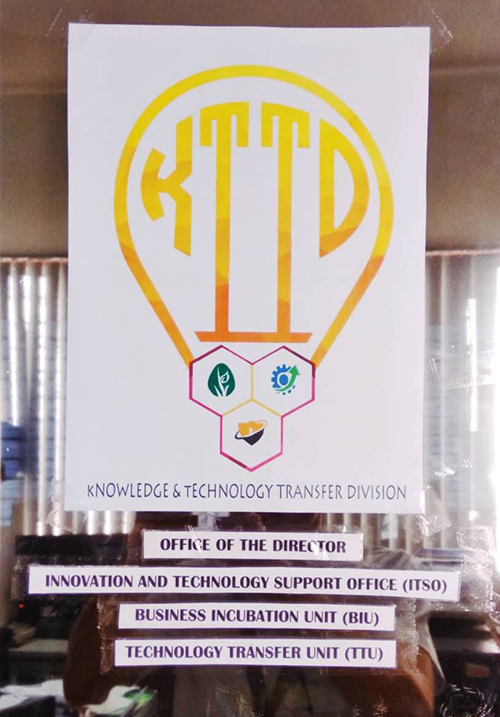 KTTD
KNOWLEDGE & TECHNOLOGY TRANSFER DIVISION
OFFICE OF THE DIRECTOR
INNOVATION AND TECHNOLOGY SUPPORT OFFICE (ITSO)
BUSINESS INCUBATION UNIT (BIU)
TECHNOLOGY TRANSFER UNIT (TTU)